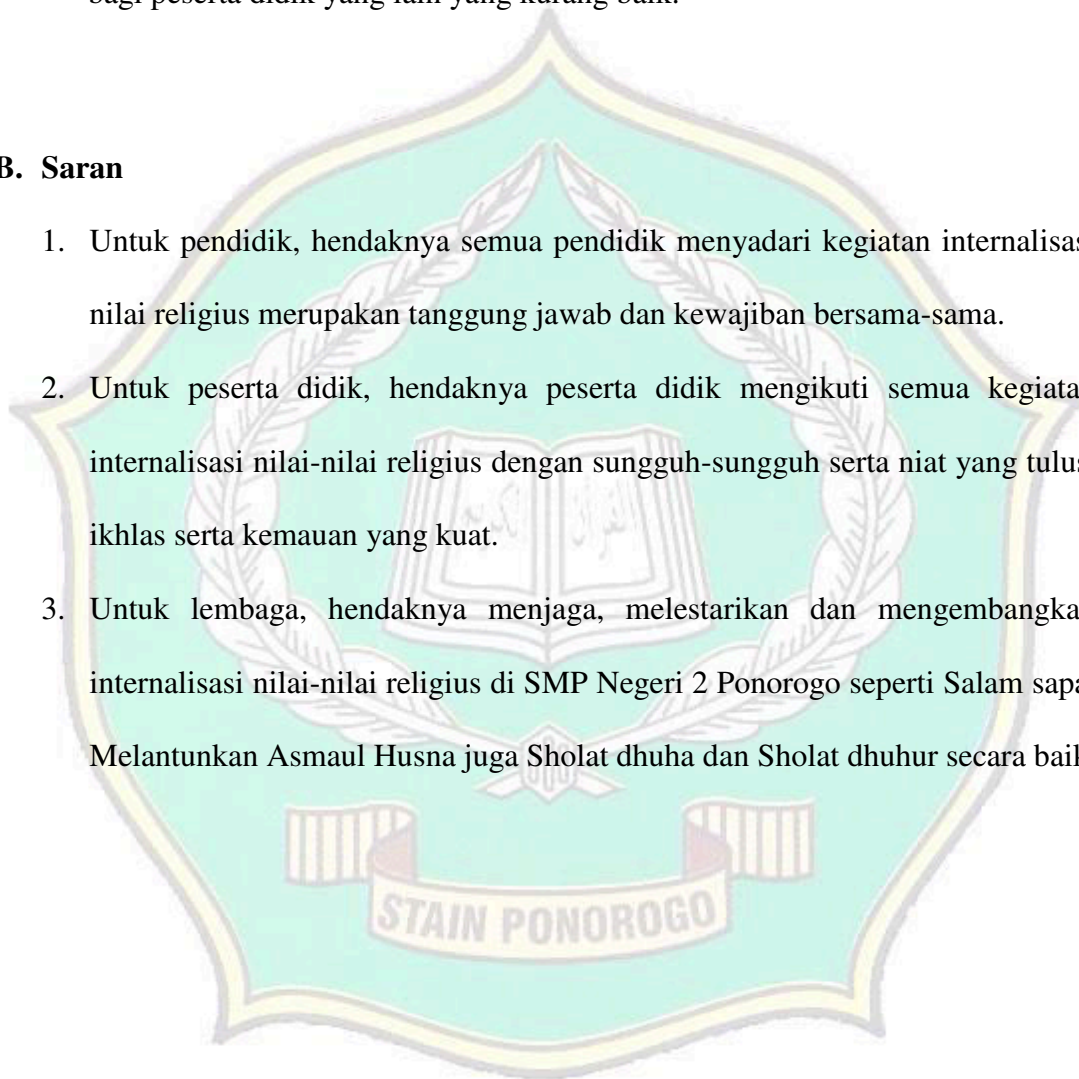 bagi peserta didik yang lain yang kurang baik.
B. Saran
1. Untuk pendidik, hendaknya semua pendidik menyadari kegiatan internalisas
nilai religius merupakan tanggung jawab dan kewajiban bersama-sama.
2. Untuk peserta didik, hendaknya peserta didik mengikuti semua kegiata
internalisasi nilai-nilai religius dengan sungguh-sungguh serta niat yang tulus
ikhlas serta kemauan yang kuat.
3. Untuk lembaga, hendaknya menjaga, melestarikan dan mengembangka
internalisasi nilai-nilai religius di SMP Negeri 2 Ponorogo seperti Salam sapa
Melantunkan Asmaul Husna juga Sholat dhuha dan Sholat dhuhur secara baik
STAIN PONOROGO